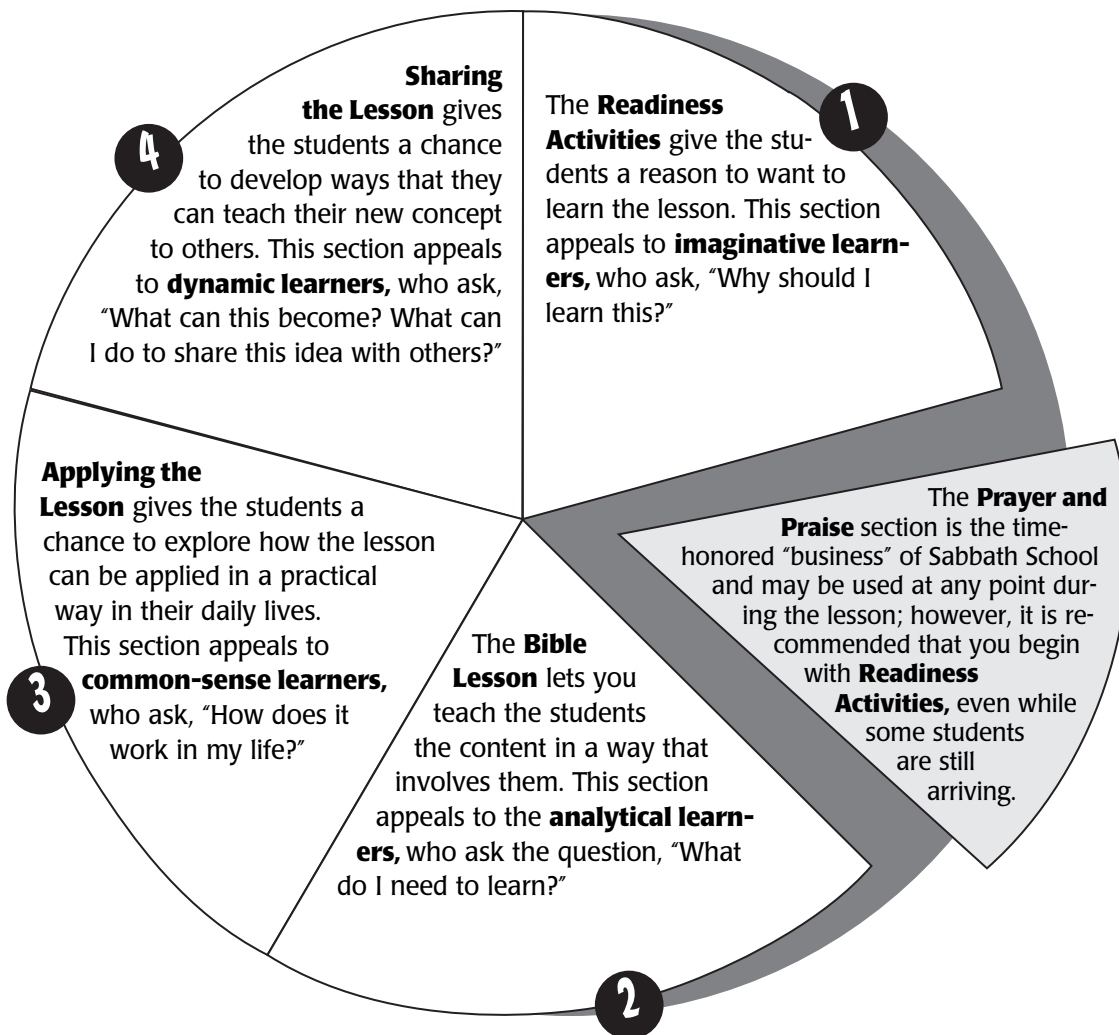 1
The Readiness
Activities give the stu-
dents a reason to want to
learn the lesson. This section
appeals to imaginative learn-
ers, who ask, “Why should I
learn this?”
The Prayer and
Praise section is the time-
honored “business” of Sabbath School
and may be used at any point dur-
ing the lesson; however, it is re-
commended that you begin
with Readiness
Activities, even while
some students
are still
arriving.
2
The Bible
Lesson lets you
teach the students
the content in a way that
involves them. This section
appeals to the analytical learn-
ers, who ask the question, “What
do I need to learn?”
3
Applying the
Lesson gives the students a
chance to explore how the lesson
can be applied in a practical
way in their daily lives.
This section appeals to
common-sense learners,
who ask, “How does it
work in my life?”
4
Sharing
the Lesson gives
the students a chance
to develop ways that they
can teach their new concept
to others. This section appeals
to dynamic learners, who ask,
“What can this become? What can
I do to share this idea with others?”